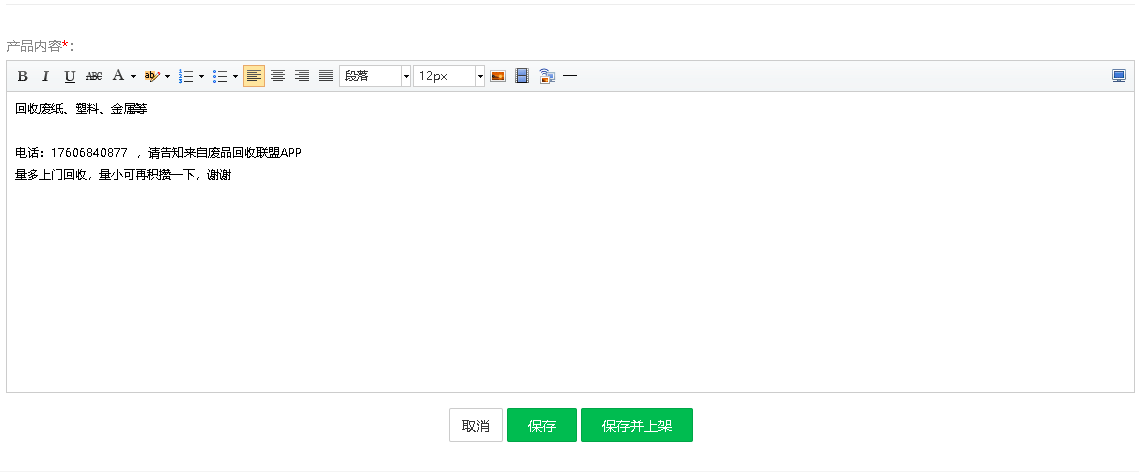 产品内容*：
B I U ABC A ab 段落 12px
回收废纸、塑料、金属等
电话：17606840877 ，请告知来自废品回收联盟APP
量多上门回收，量小可再积攒一下，谢谢
取消 保存 保存并上架